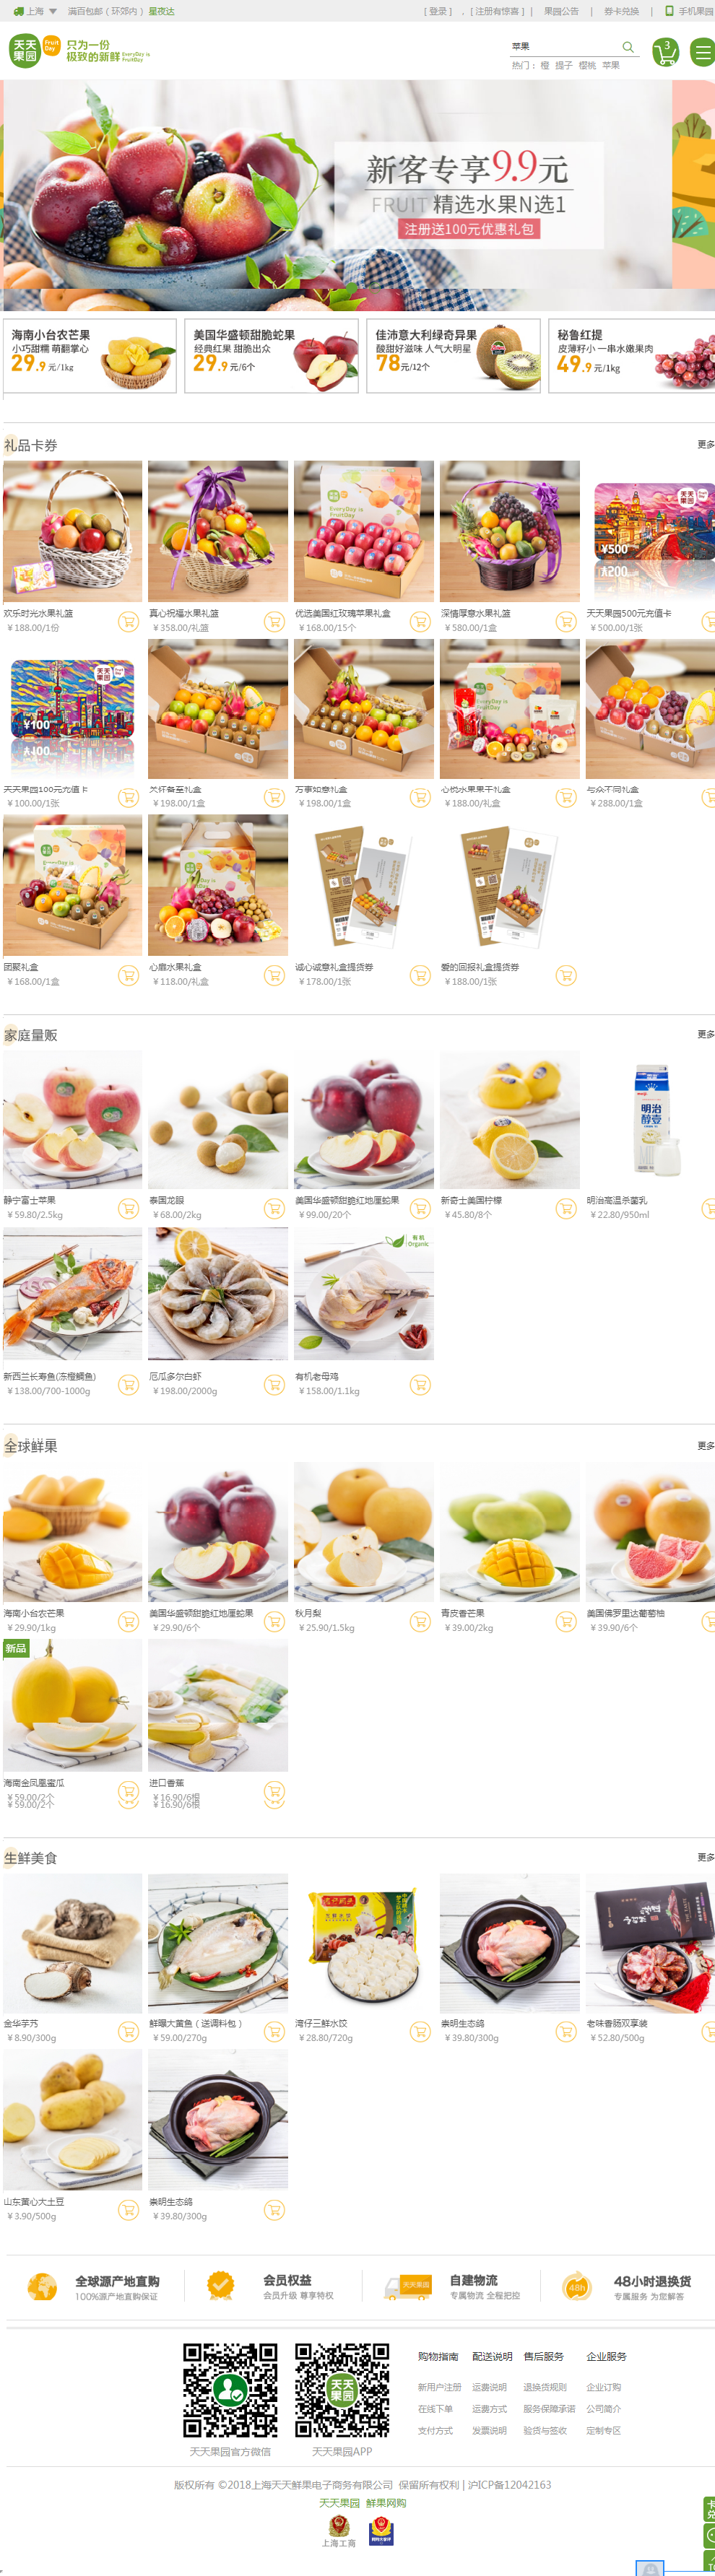 上海 满百包邮（环郊内）星夜达 [ 登录 ] ，[ 注册有惊喜 ] | 果园公告 | 券卡兑换 | 手机果园
天天果园 Fruit Day 只为一份
极致的新鲜 EveryDay is FruitDay
苹果
3
热门： 橙 提子 樱桃 苹果
新客专享9.9元
FRUIT 精选水果N选1
注册送100元优惠礼包
海南小台农芒果
小巧甜糯 萌翻掌心
29.9 元/1kg
美国华盛顿甜脆蛇果
经典红果 甜脆出众
29.9 元/6个
佳沛意大利绿奇异果
酸甜好滋味 人气大明星
78元/12个
秘鲁红提
皮薄籽小 一串水嫩果肉
49.9 元/1kg
礼品卡券 更多
¥500
欢乐时光水果礼篮
￥188.00/1份
真心祝福水果礼篮
￥358.00/礼篮
优选美国红玫瑰苹果礼盒
￥168.00/15个
深情厚意水果礼篮
￥580.00/1盒
天天果园500元充值卡
￥500.00/1张
¥100
天天果园100元充值卡
￥100.00/1张
关怀备至礼盒
￥198.00/1盒
万事如意礼盒
￥198.00/1盒
心悦水果果干礼盒
￥188.00/礼盒
与众不同礼盒
￥288.00/1盒
团聚礼盒
￥168.00/1盒
心扉水果礼盒
￥118.00/礼盒
诚心诚意礼盒提货券
￥178.00/1张
爱的回报礼盒提货券
￥188.00/1张
家庭量贩 更多
明治
醇壹
静宁富士苹果
￥59.80/2.5kg
泰国龙眼
￥68.00/2kg
美国华盛顿甜脆红地厘蛇果
￥99.00/20个
新奇士美国柠檬
￥45.80/8个
明治高温杀菌乳
￥22.80/950ml
有机
Organic
新西兰长寿鱼(冻橙鲷鱼)
￥138.00/700-1000g
厄瓜多尔白虾
￥198.00/2000g
有机老母鸡
￥158.00/1.1kg
全球鲜果 更多
海南小台农芒果
￥29.90/1kg
美国华盛顿甜脆红地厘蛇果
￥29.90/6个
秋月梨
￥25.90/1.5kg
青皮香芒果
￥39.00/2kg
美国佛罗里达葡萄柚
￥39.90/6个
新品
海南金凤凰蜜瓜
￥59.00/2个
￥59.00/2个
进口香蕉
￥16.90/6根
￥16.90/6根
生鲜美食 更多
金华芋艿
￥8.90/300g
鲜曝大黄鱼（送调料包）
￥59.00/270g
湾仔三鲜水饺
￥28.80/720g
崇明生态鸽
￥39.80/300g
老味香肠双享装
￥52.80/500g
山东黄心大土豆
￥3.90/500g
崇明生态鸽
￥39.80/300g
全球源产地直购
100%源产地直购保证
会员权益
会员升级 尊享特权
天天果园
自建物流
专属物流 全程把控
48h
48小时退换货
专属服务 为您解答
天天果园
天天果园官方微信 天天果园APP
购物指南 配送说明 售后服务 企业服务
新用户注册 运费说明 退换货规则 企业订购
在线下单 运费方式 服务保障承诺 公司简介
支付方式 发票说明 验货与签收 定制专区
版权所有 ©2018上海天天鲜果电子商务有限公司 保留所有权利 | 沪ICP备12042163
天天果园 鲜果网购
上海工商